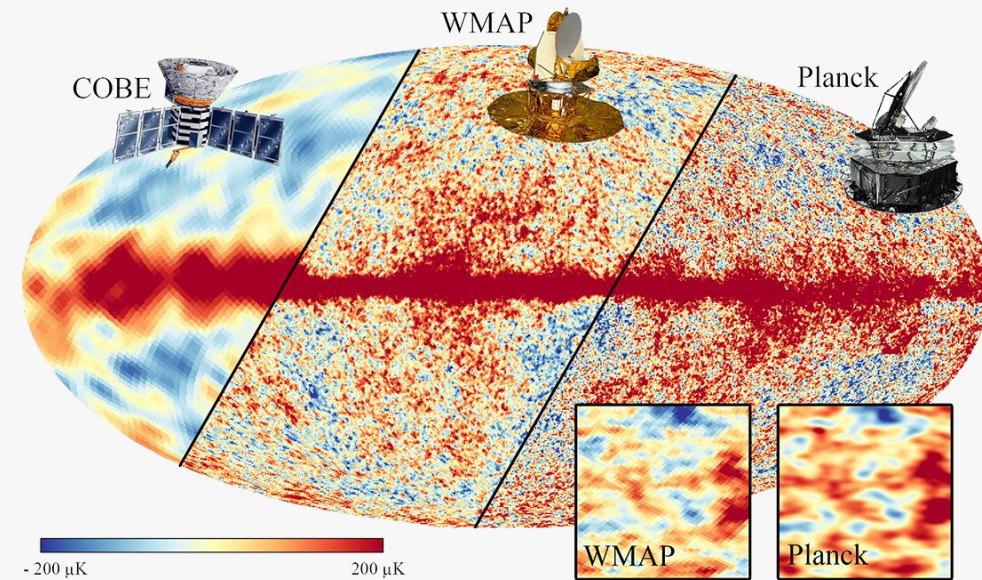 WMAP
COBE
Planck
WMAP
Planck
- 200 µK
200 µK